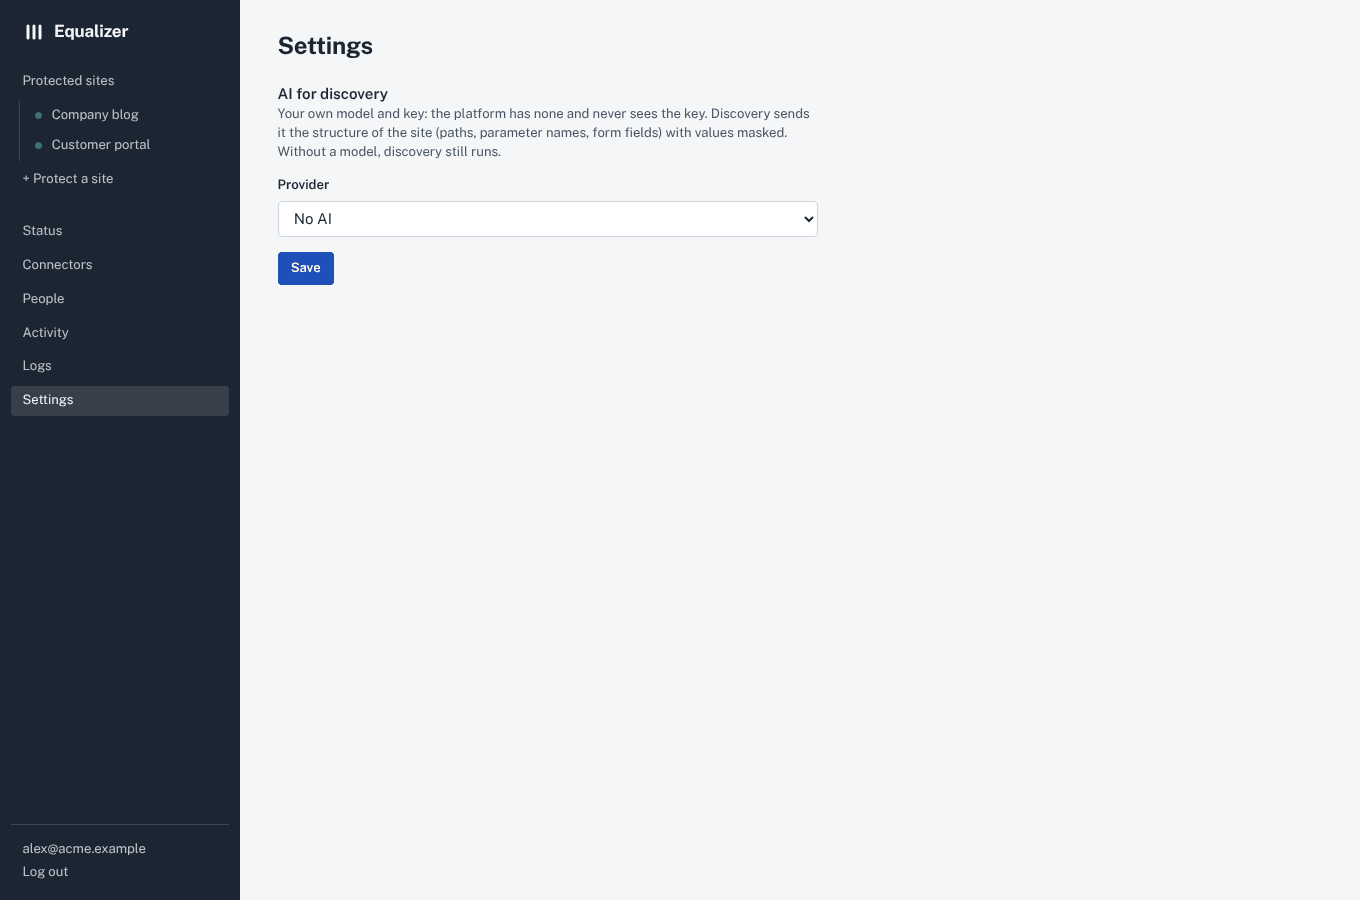 Equalizer
Protected sites
Company blog
Customer portal
+ Protect a site
Status
Connectors
People
Activity
Logs
Settings
alex@acme.example
Log out
Settings
AI for discovery
Your own model and key: the platform has none and never sees the key. Discovery sends
it the structure of the site (paths, parameter names, form fields) with values masked.
Without a model, discovery still runs.
Provider
No AI
Save